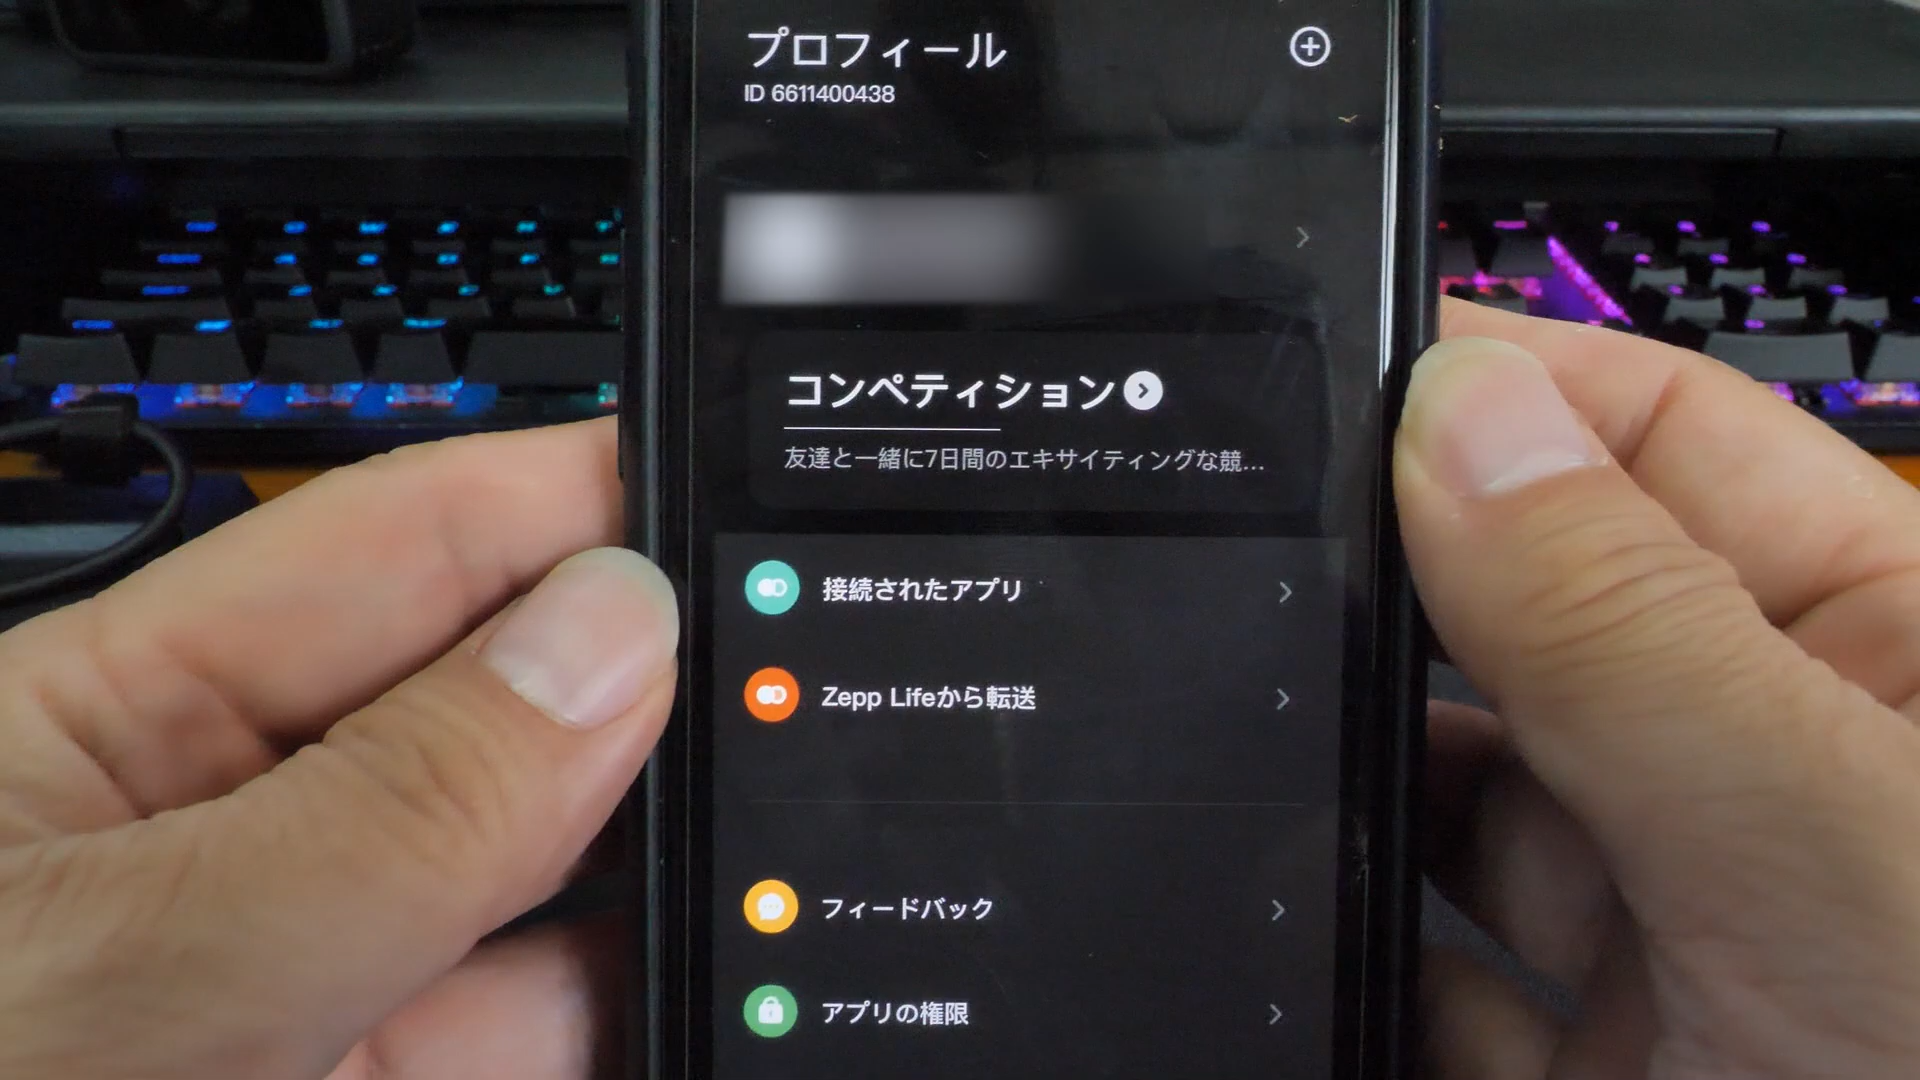 プロフィール
ID 6611400438
コンペティション
友達と一緒に7日間のエキサイティングな競...
接続されたアプリ
Zepp Lifeから転送
フィードバック
アプリの権限